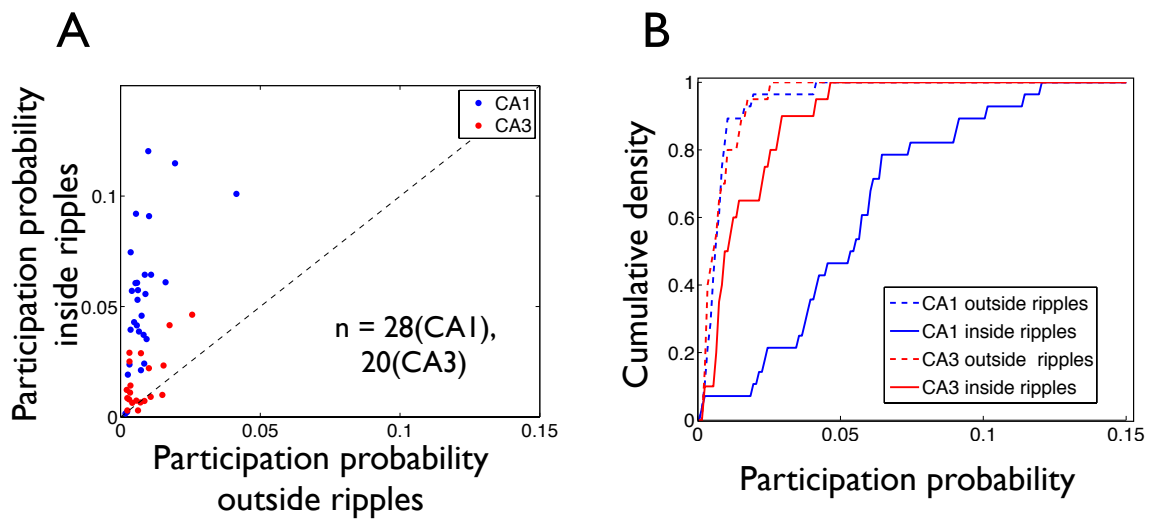 A
Participation probability
inside ripples
0.1
0.05
0
CA1
CA3
n = 28(CA1),
20(CA3)
0
0.05
0.1
0.15
Participation probability
outside ripples
B
Cumulative density
1
0.8
0.6
0.4
0.2
0
CA1 outside ripples
CA1 inside ripples
CA3 outside ripples
CA3 inside ripples
0
0.05
0.1
0.15
Participation probability